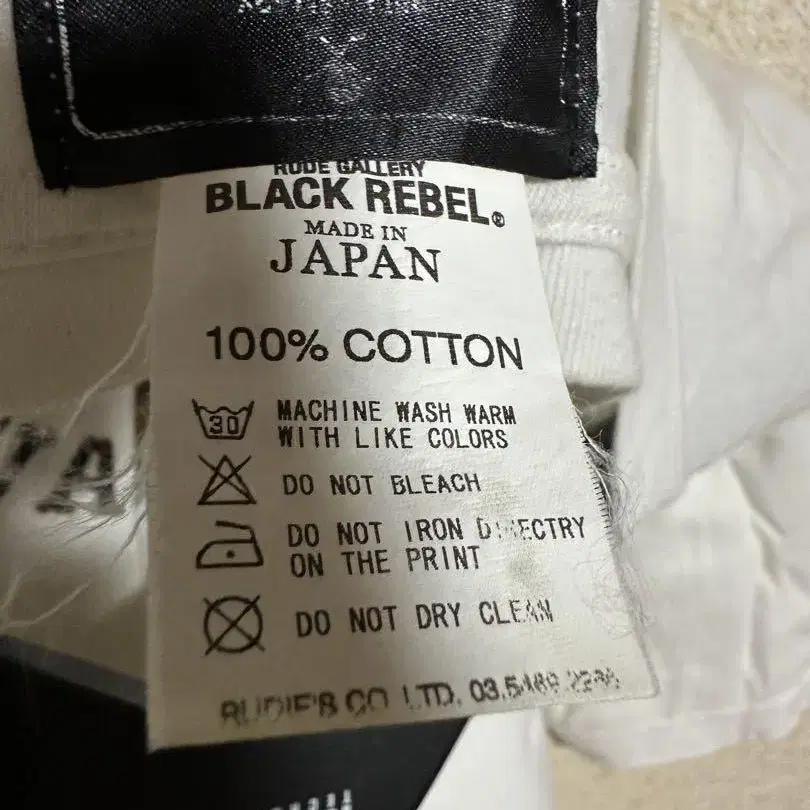 RUDE GALLERY
BLACK REBEL®
MADE IN
JAPAN
100% COTTON
30
MACHINE WASH WARM
WITH LIKE COLORS
DO NOT BLEACH
DO NOT IRON DIRECTRY
ON THE PRINT
DO NOT DRY CLEAN
RUDIE'S CO. LTD.